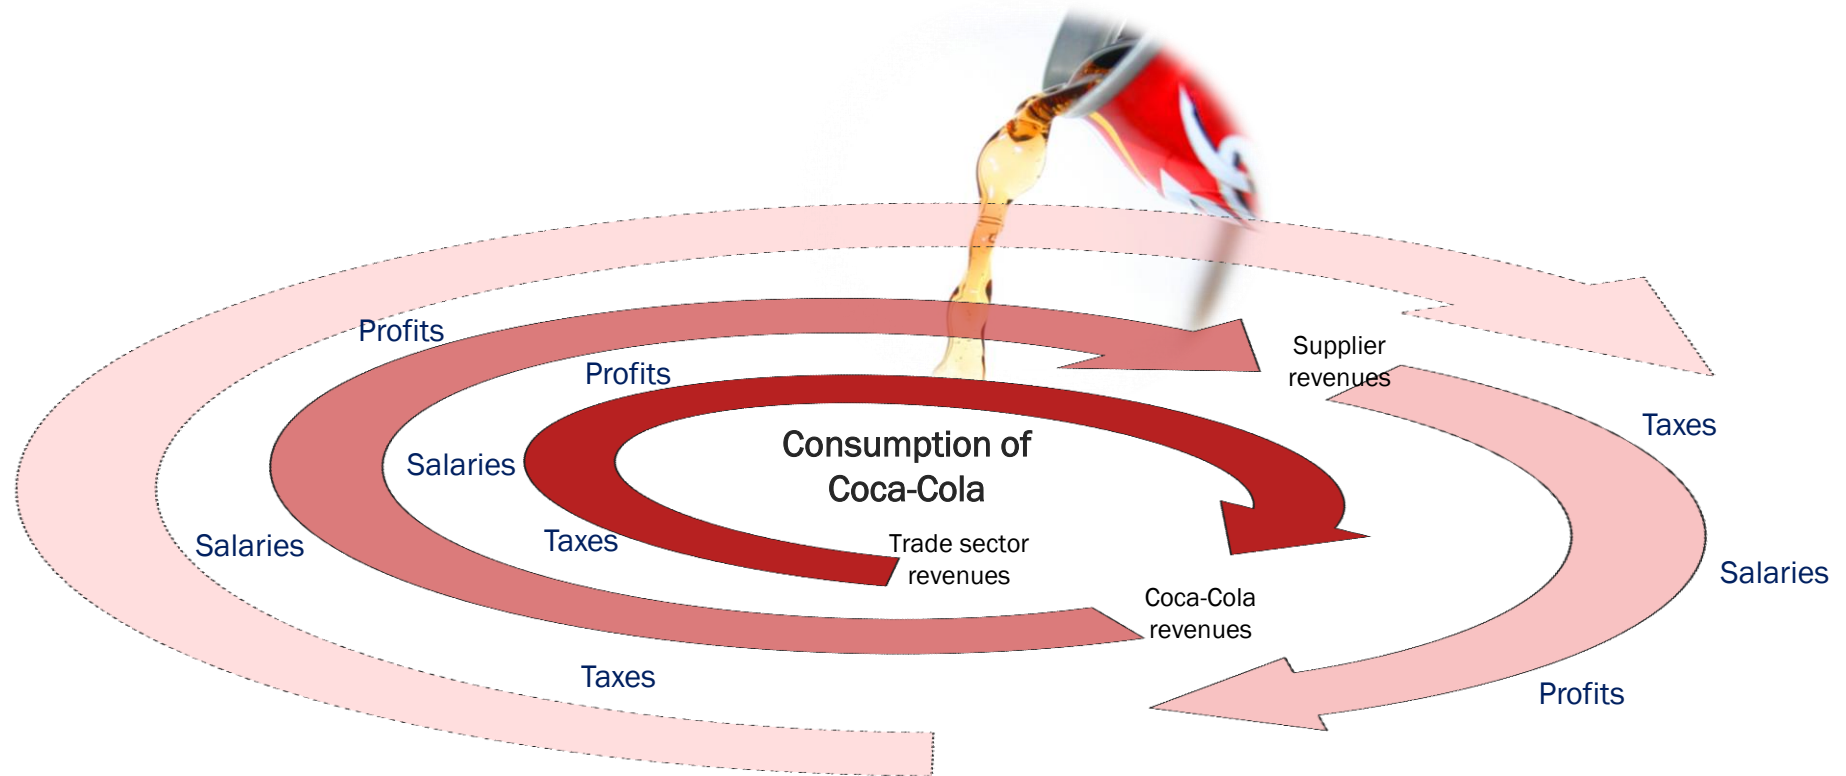 Profits
Profits
Supplier
revenues
Taxes
Consumption of
Coca-Cola
Salaries
Salaries
Taxes
Trade sector
revenues
Salaries
Coca-Cola
revenues
Taxes
Profits